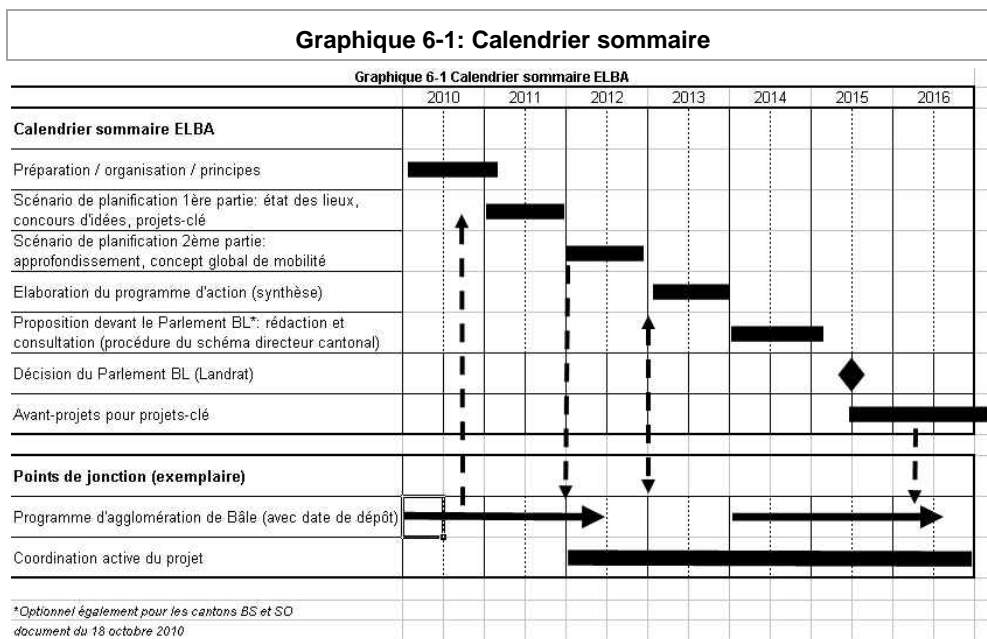 Graphique 6-1: Calendrier sommaire
Graphique 6-1 Calendrier sommaire ELBA
2010 2011 2012 2013 2014 2015 2016
Calendrier sommaire ELBA
Préparation / organisation / principes
Scénario de planification 1ère partie: état des lieux,
concours d'idées, projets-clé
Scénario de planification 2ème partie:
approfondissement, concept global de mobilité
Elaboration du programme d'action (synthèse)
Proposition devant le Parlement BL*: rédaction et
consultation (procédure du schéma directeur cantonal)
Décision du Parlement BL (Landrat)
Avant-projets pour projets-clé
Points de jonction (exemplaire)
Programme d'agglomération de Bâle (avec date de dépôt)
Coordination active du projet
*Optionnel également pour les cantons BS et SO
document du 18 octobre 2010